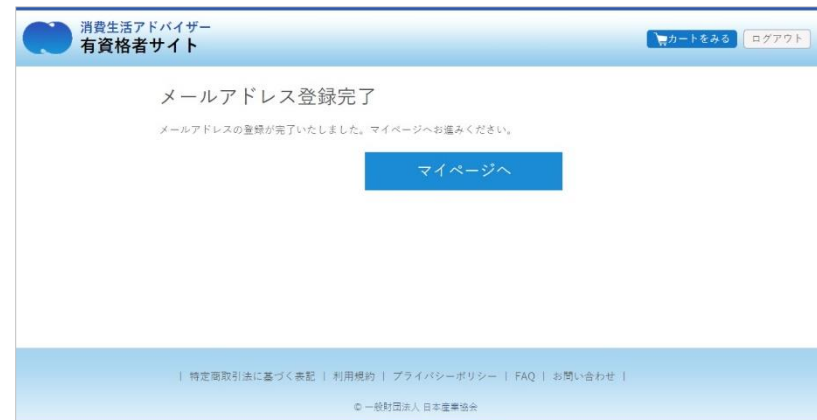 消費生活アドバイザー
有資格者サイト
カートをみる
ログアウト
メールアドレス登録完了
メールアドレスの登録が完了いたしました。マイページへお進みください。
マイページへ
| 特定商取引法に基づく表記 | 利用規約 | プライバシーポリシー | FAQ | お問い合わせ |
© 一般財団法人 日本産業協会